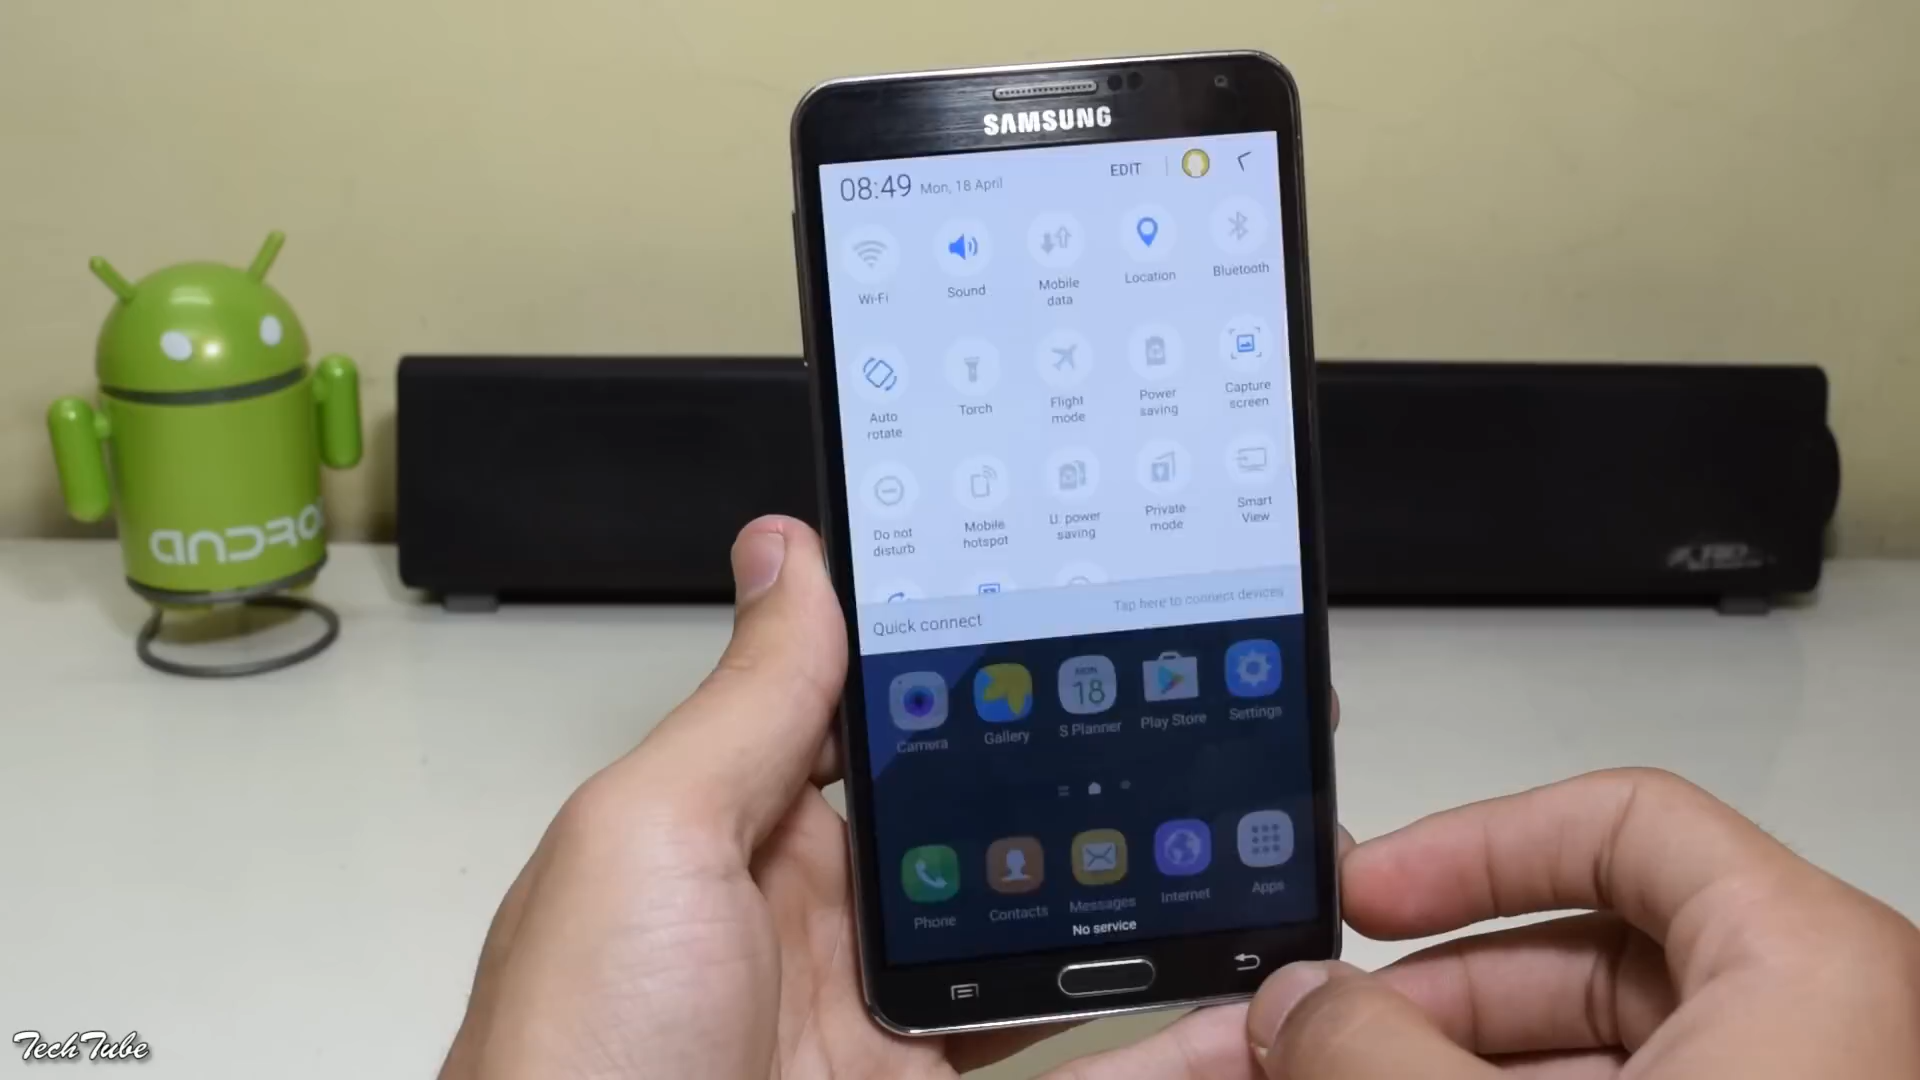 SAMSUNG
08:49 Mon, 18 April
EDIT
Wi-Fi
Sound
Mobile
data
Location
Bluetooth
Auto
rotate
Torch
Flight
mode
Power
saving
Capture
screen
Do not
disturb
Mobile
hotspot
U. power
saving
Private
mode
Smart
View
Quick connect
Tap here to connect devices
MON
18
Camera
Gallery
S Planner
Play Store
Settings
Phone
Contacts
Messages
Internet
Apps
No service
ANDRO
TechTube